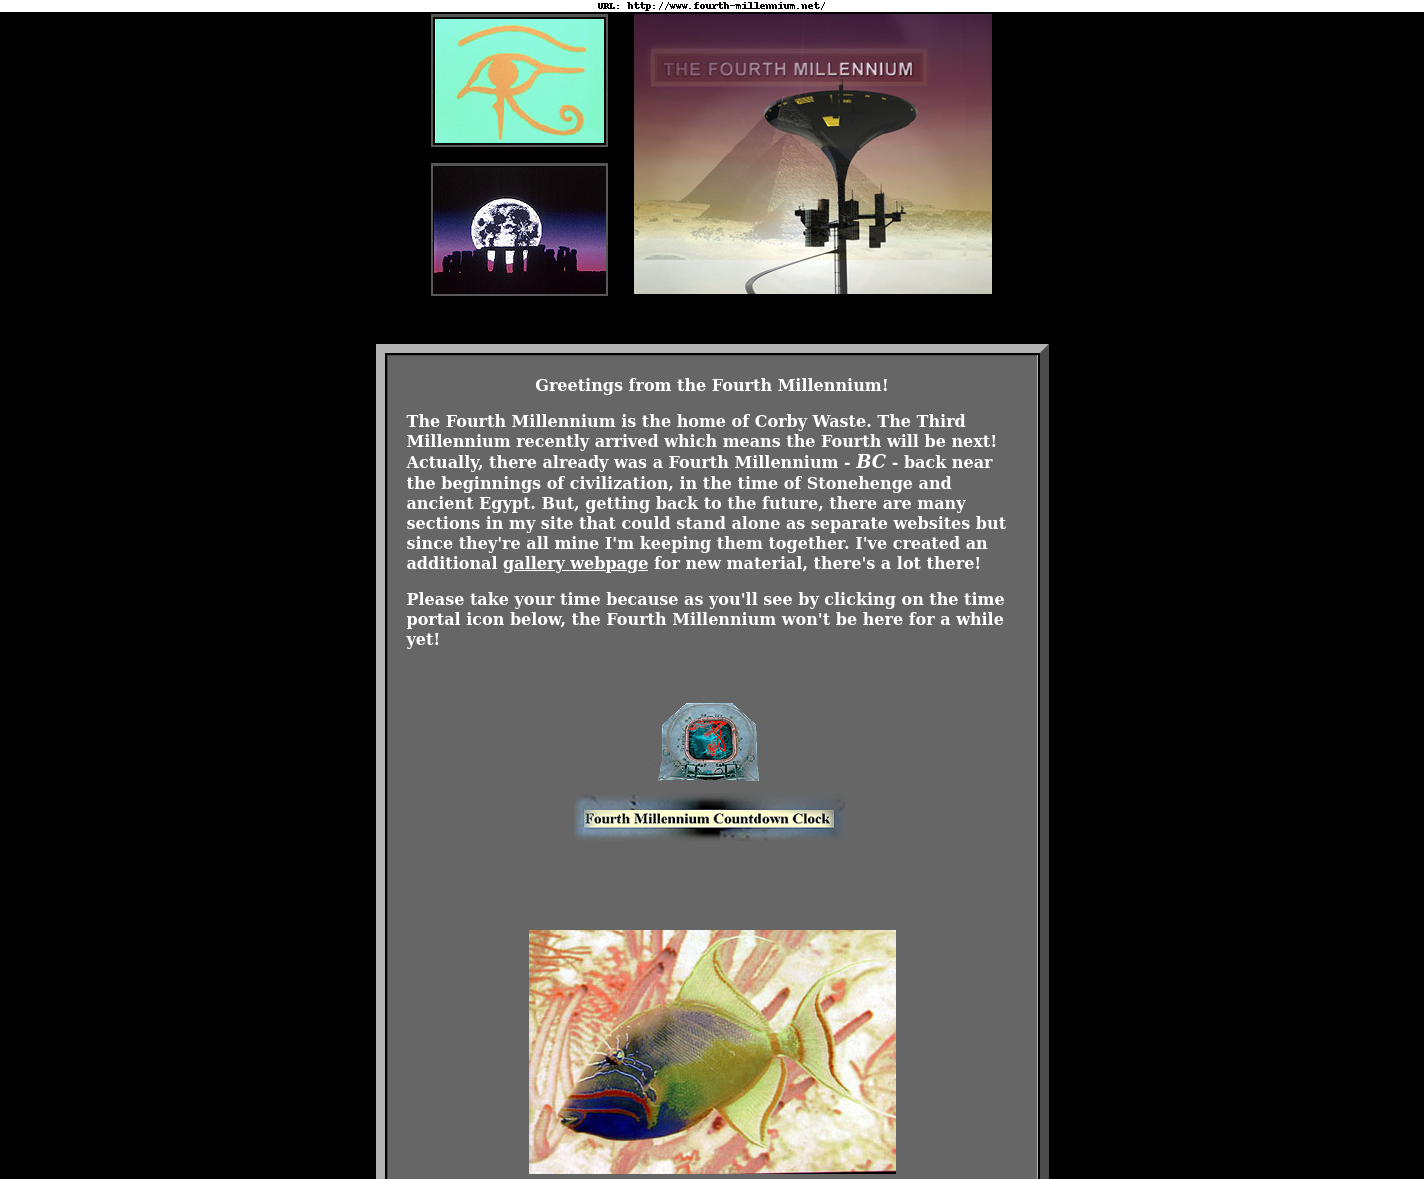 URL: http://www.fourth-millennium.net/
THE FOURTH MILLENNIUM
Greetings from the Fourth Millennium!
The Fourth Millennium is the home of Corby Waste. The Third
Millennium recently arrived which means the Fourth will be next!
Actually, there already was a Fourth Millennium - BC - back near
the beginnings of civilization, in the time of Stonehenge and
ancient Egypt. But, getting back to the future, there are many
sections in my site that could stand alone as separate websites but
since they're all mine I'm keeping them together. I've created an
additional gallery webpage for new material, there's a lot there!
Please take your time because as you'll see by clicking on the time
portal icon below, the Fourth Millennium won't be here for a while
yet!
Fourth Millennium Countdown Clock